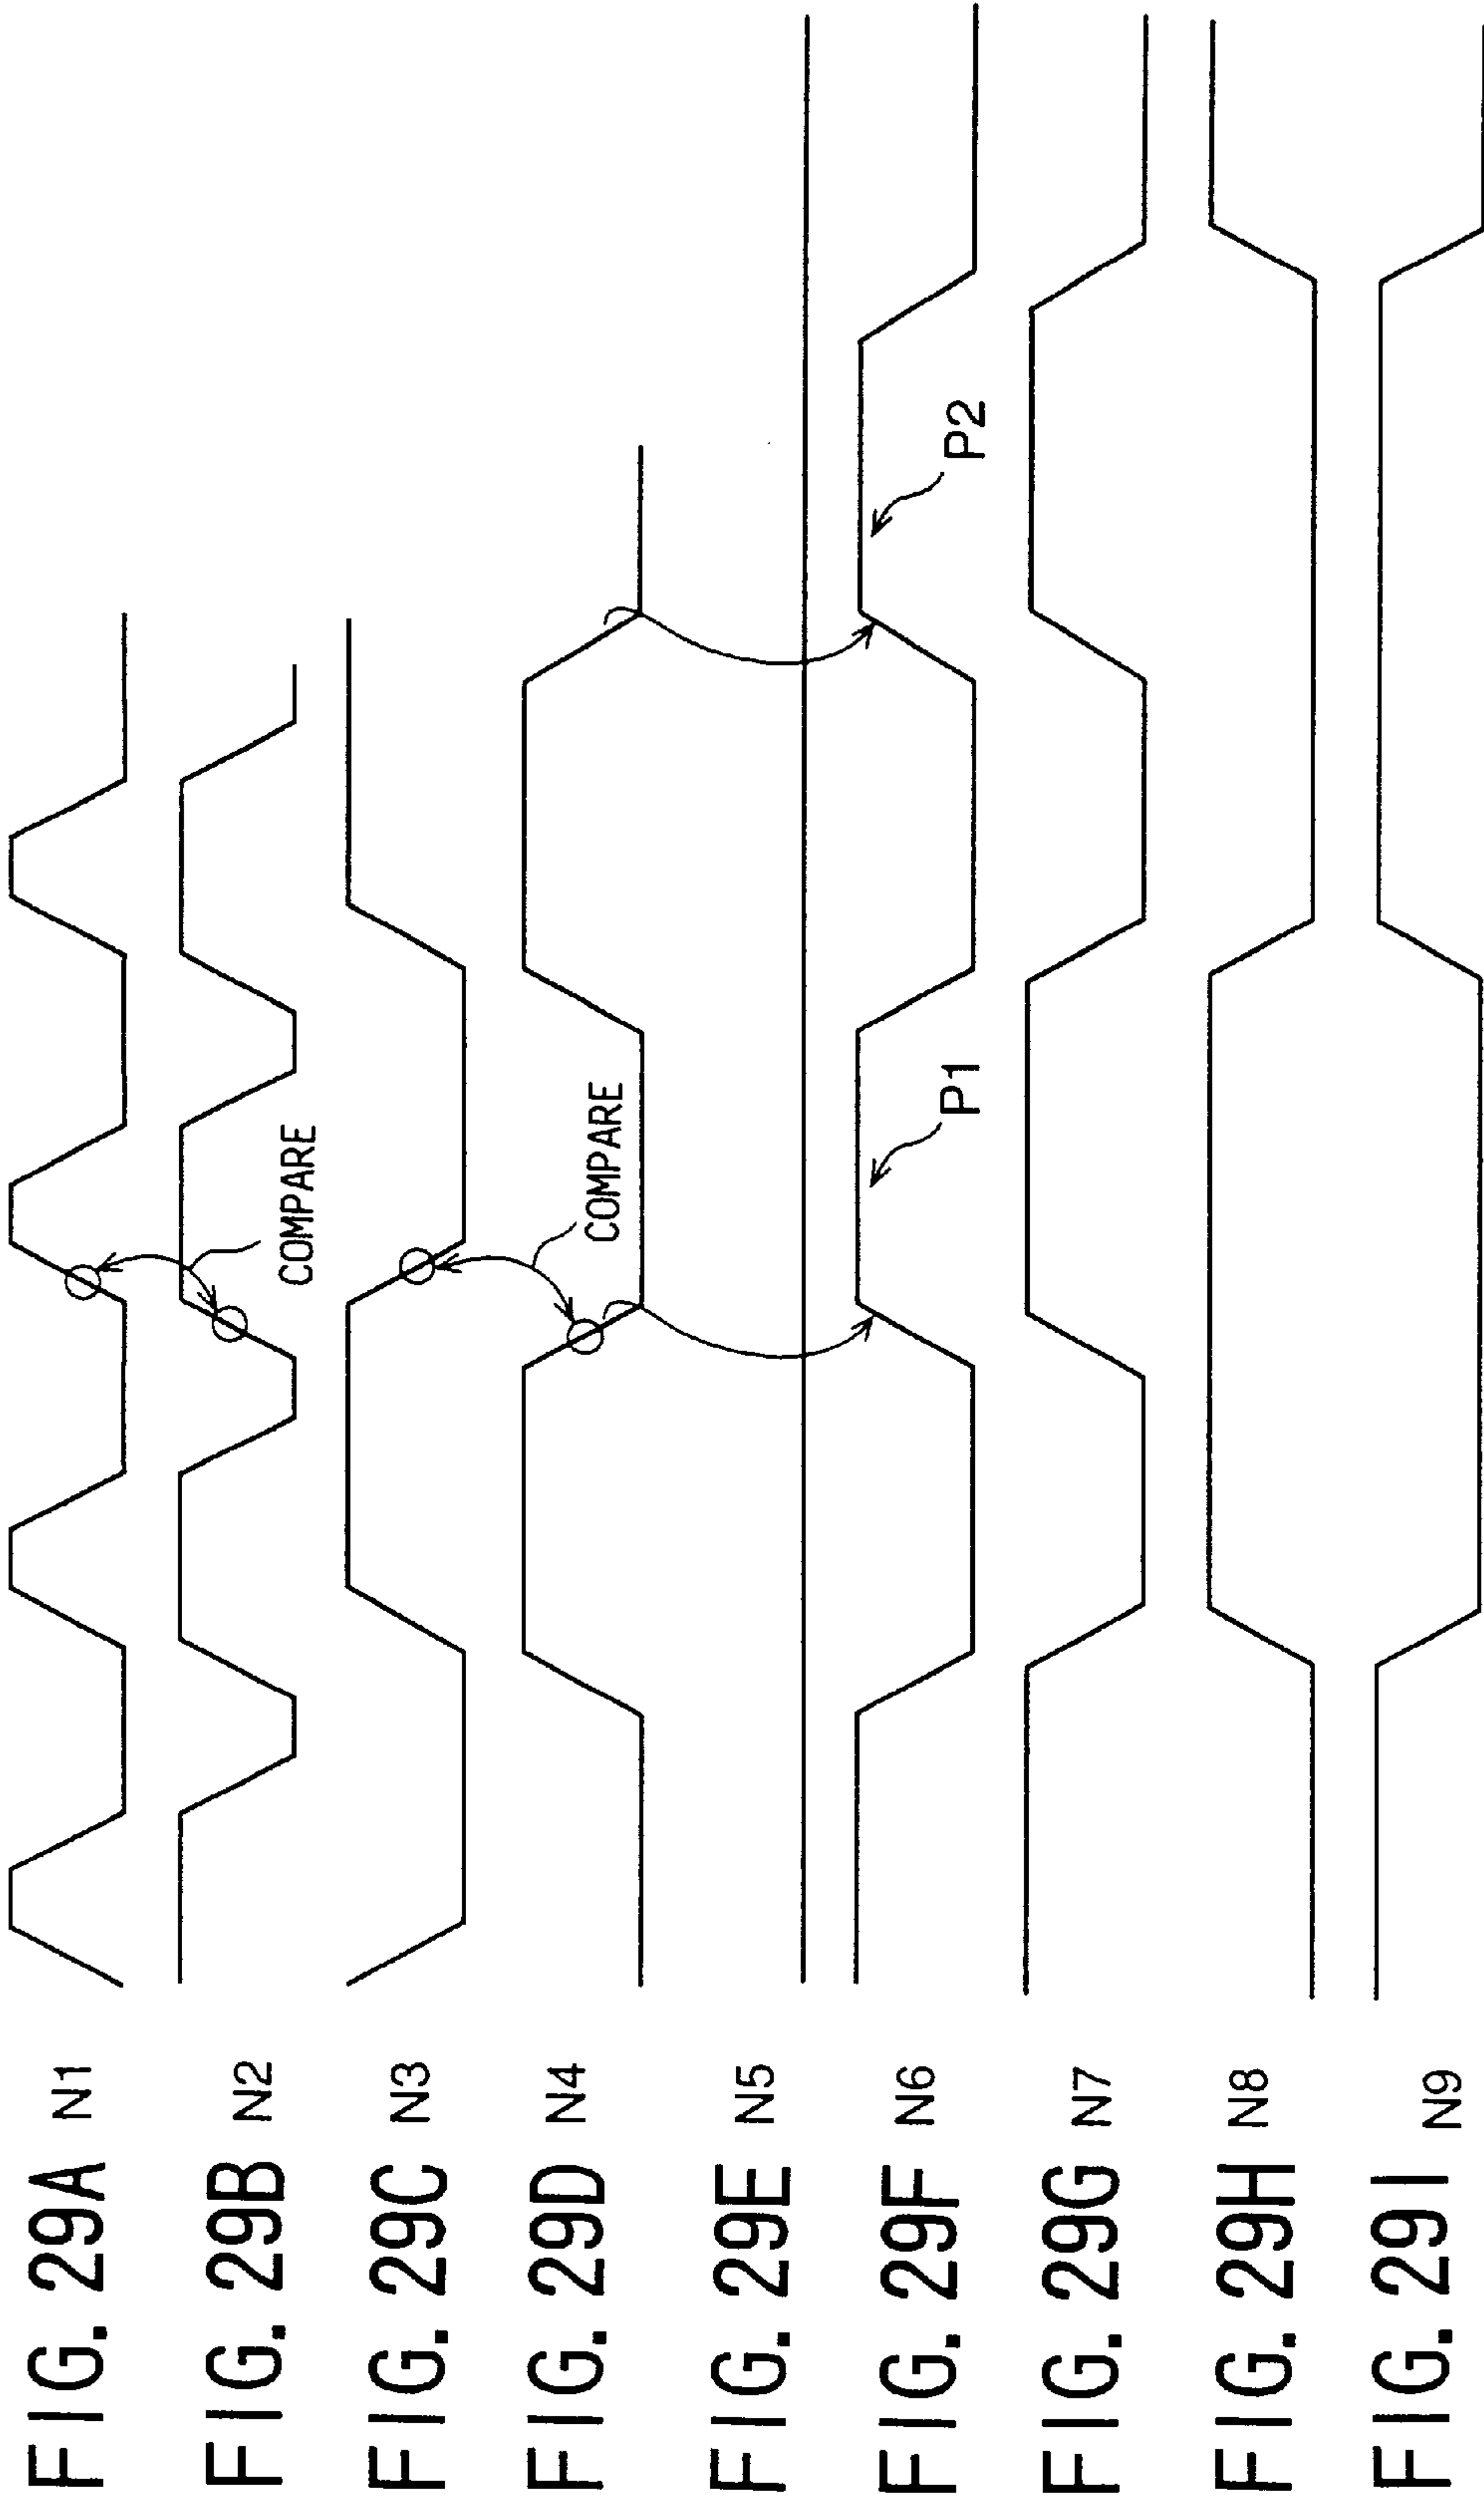 FIG. 29A N1
FIG. 29B N2
COMPARE
FIG. 29C N3
FIG. 29D N4
COMPARE
FIG. 29E N5
FIG. 29F N6
P1
P2
FIG. 29G N7
FIG. 29H N8
FIG. 29I N9